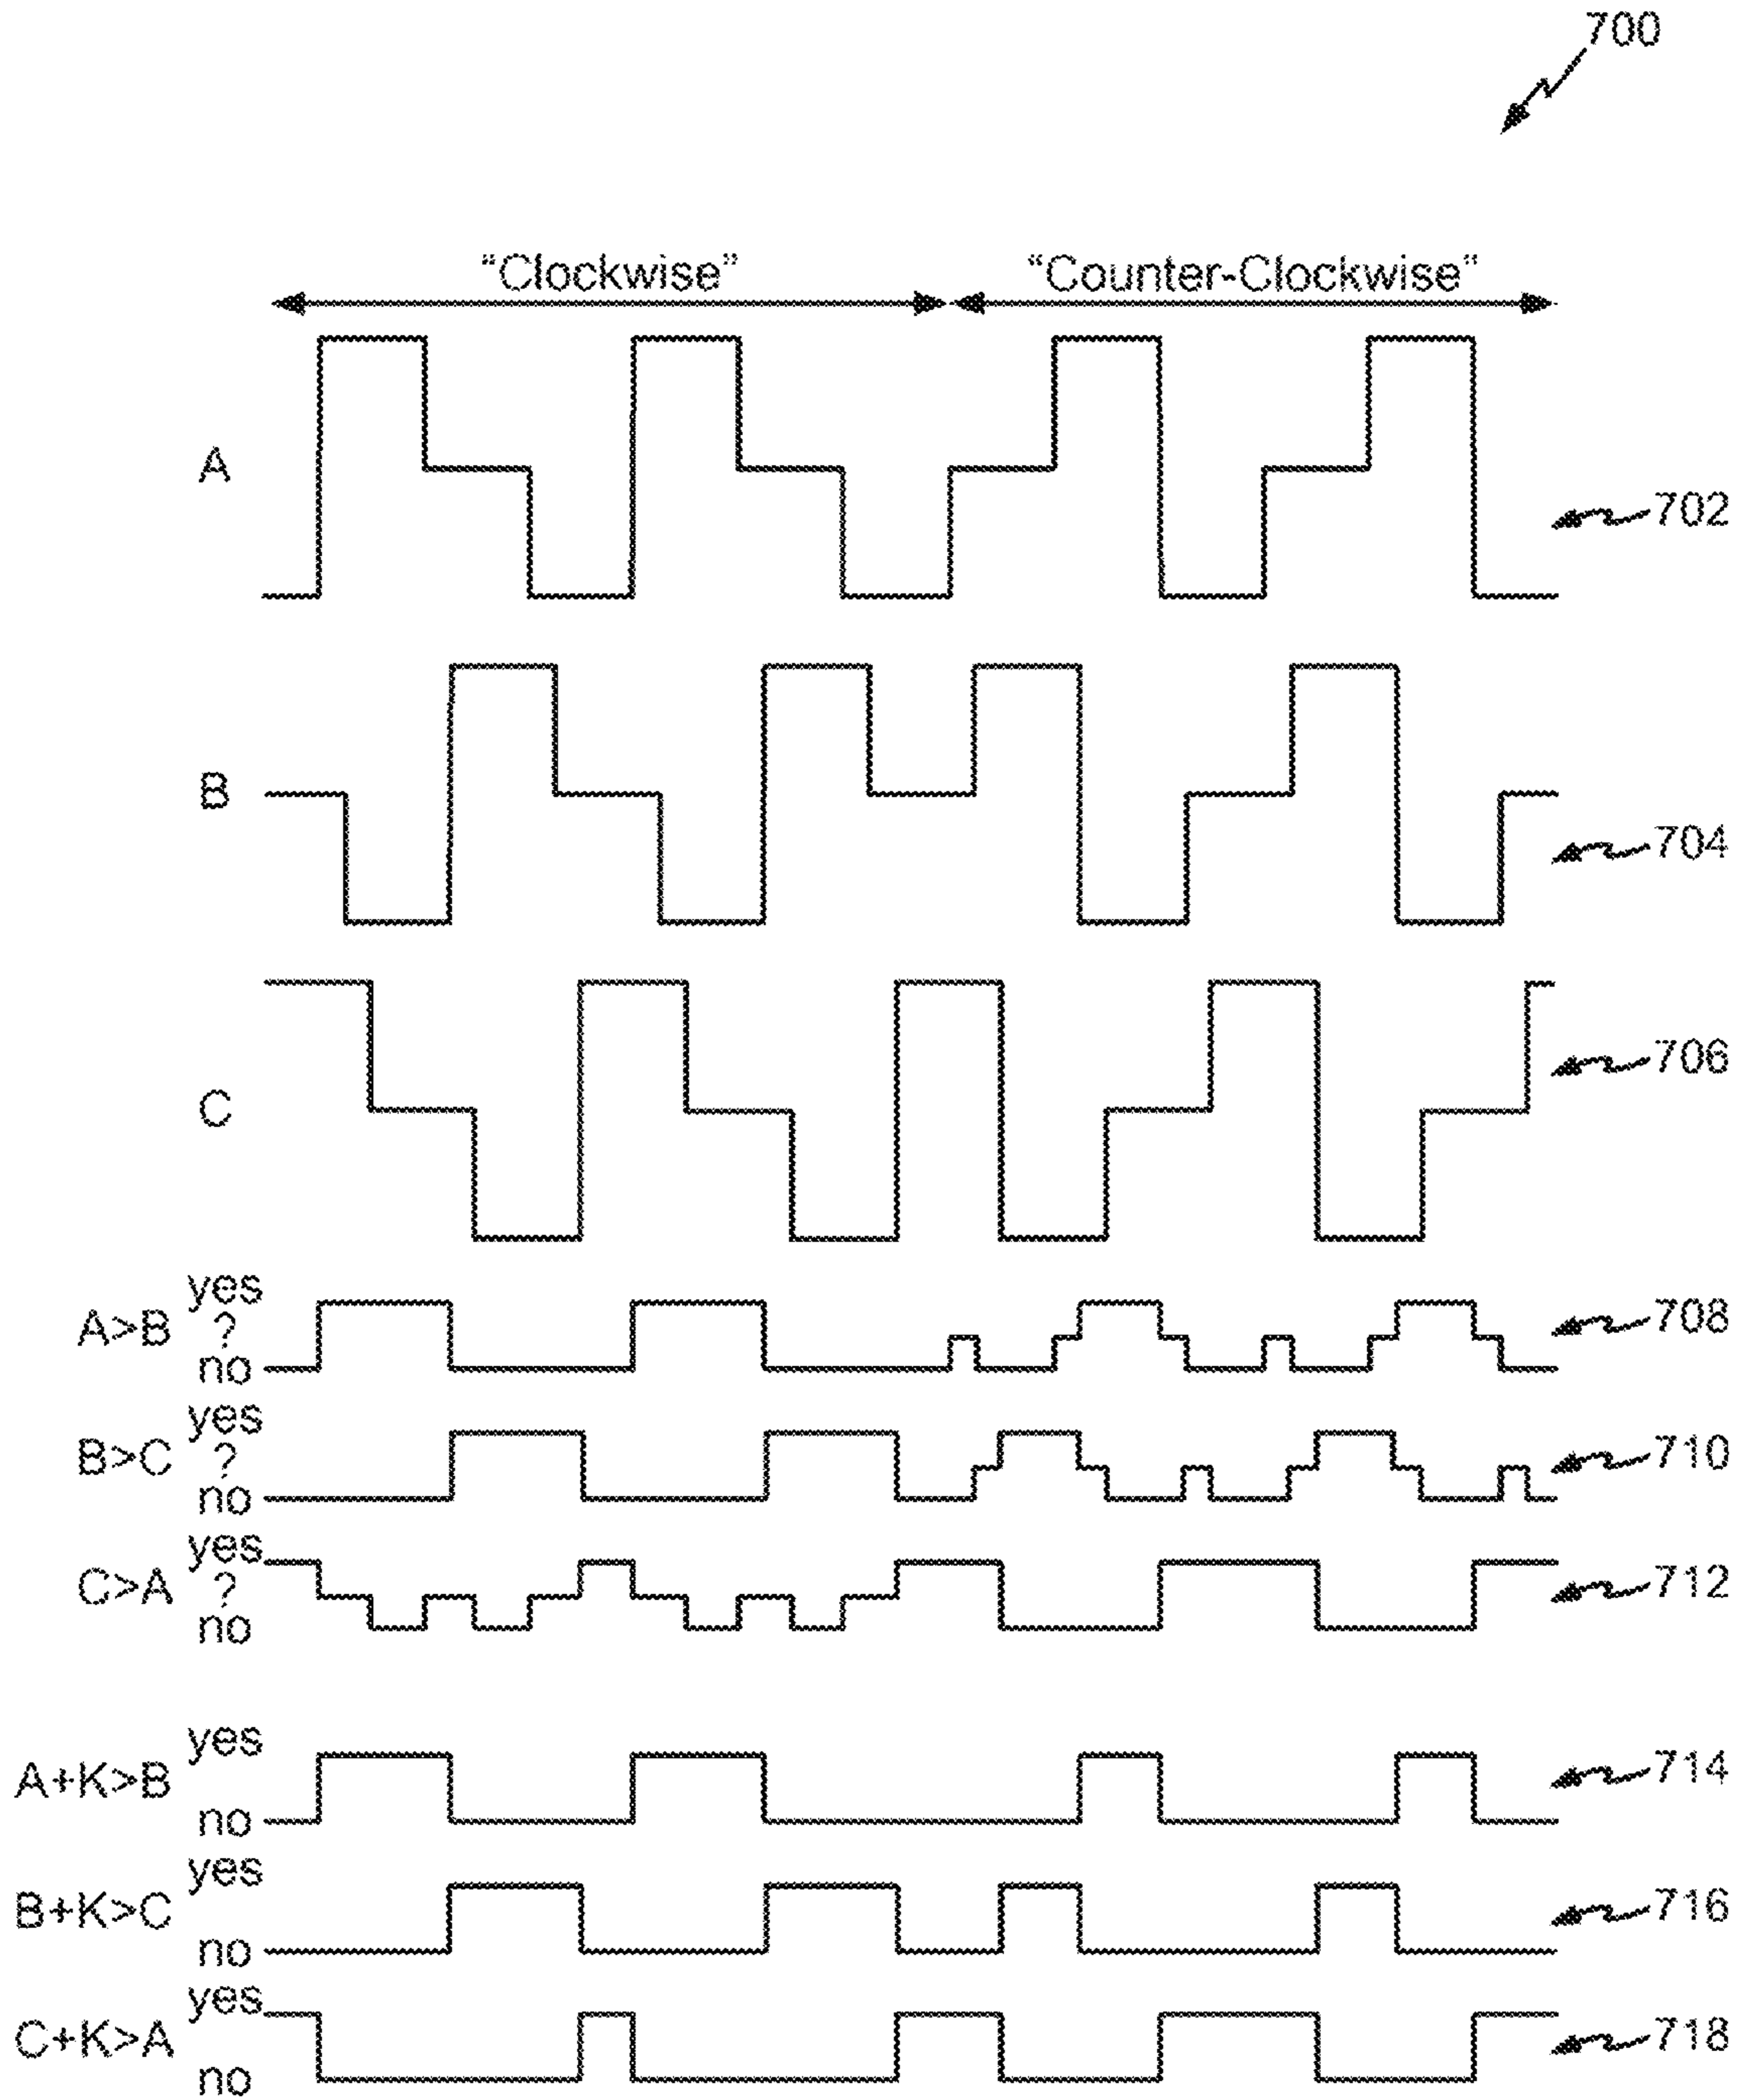 700
“Clockwise”
“Counter-Clockwise”
A
702
B
704
C
706
A>B
yes
?
no
708
B>C
yes
?
no
710
C>A
yes
?
no
712
A+K>B
yes
no
714
B+K>C
yes
no
716
C+K>A
yes
no
718